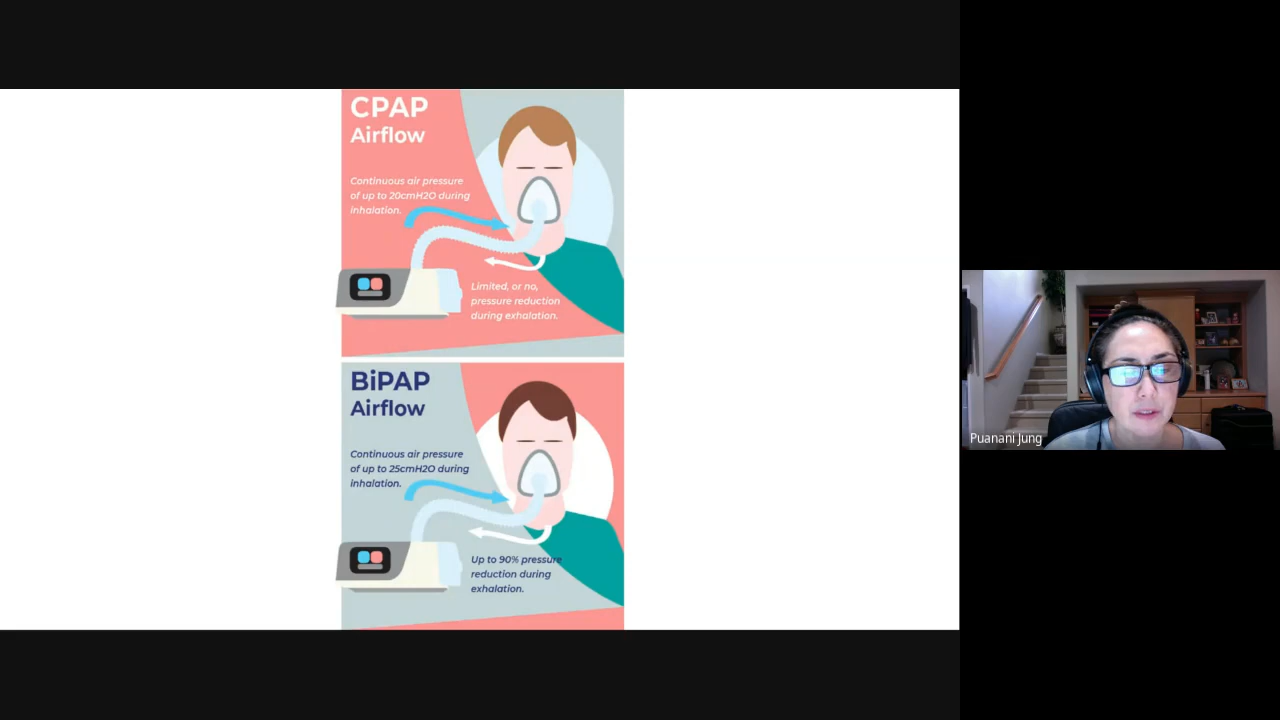 CPAP
Airflow
Continuous air pressure
of up to 20cmH2O during
inhalation.
Limited, or no,
pressure reduction
during exhalation.
BiPAP
Airflow
Continuous air pressure
of up to 25cmH2O during
inhalation.
Up to 90% pressure
reduction during
exhalation.
Puanani Jung